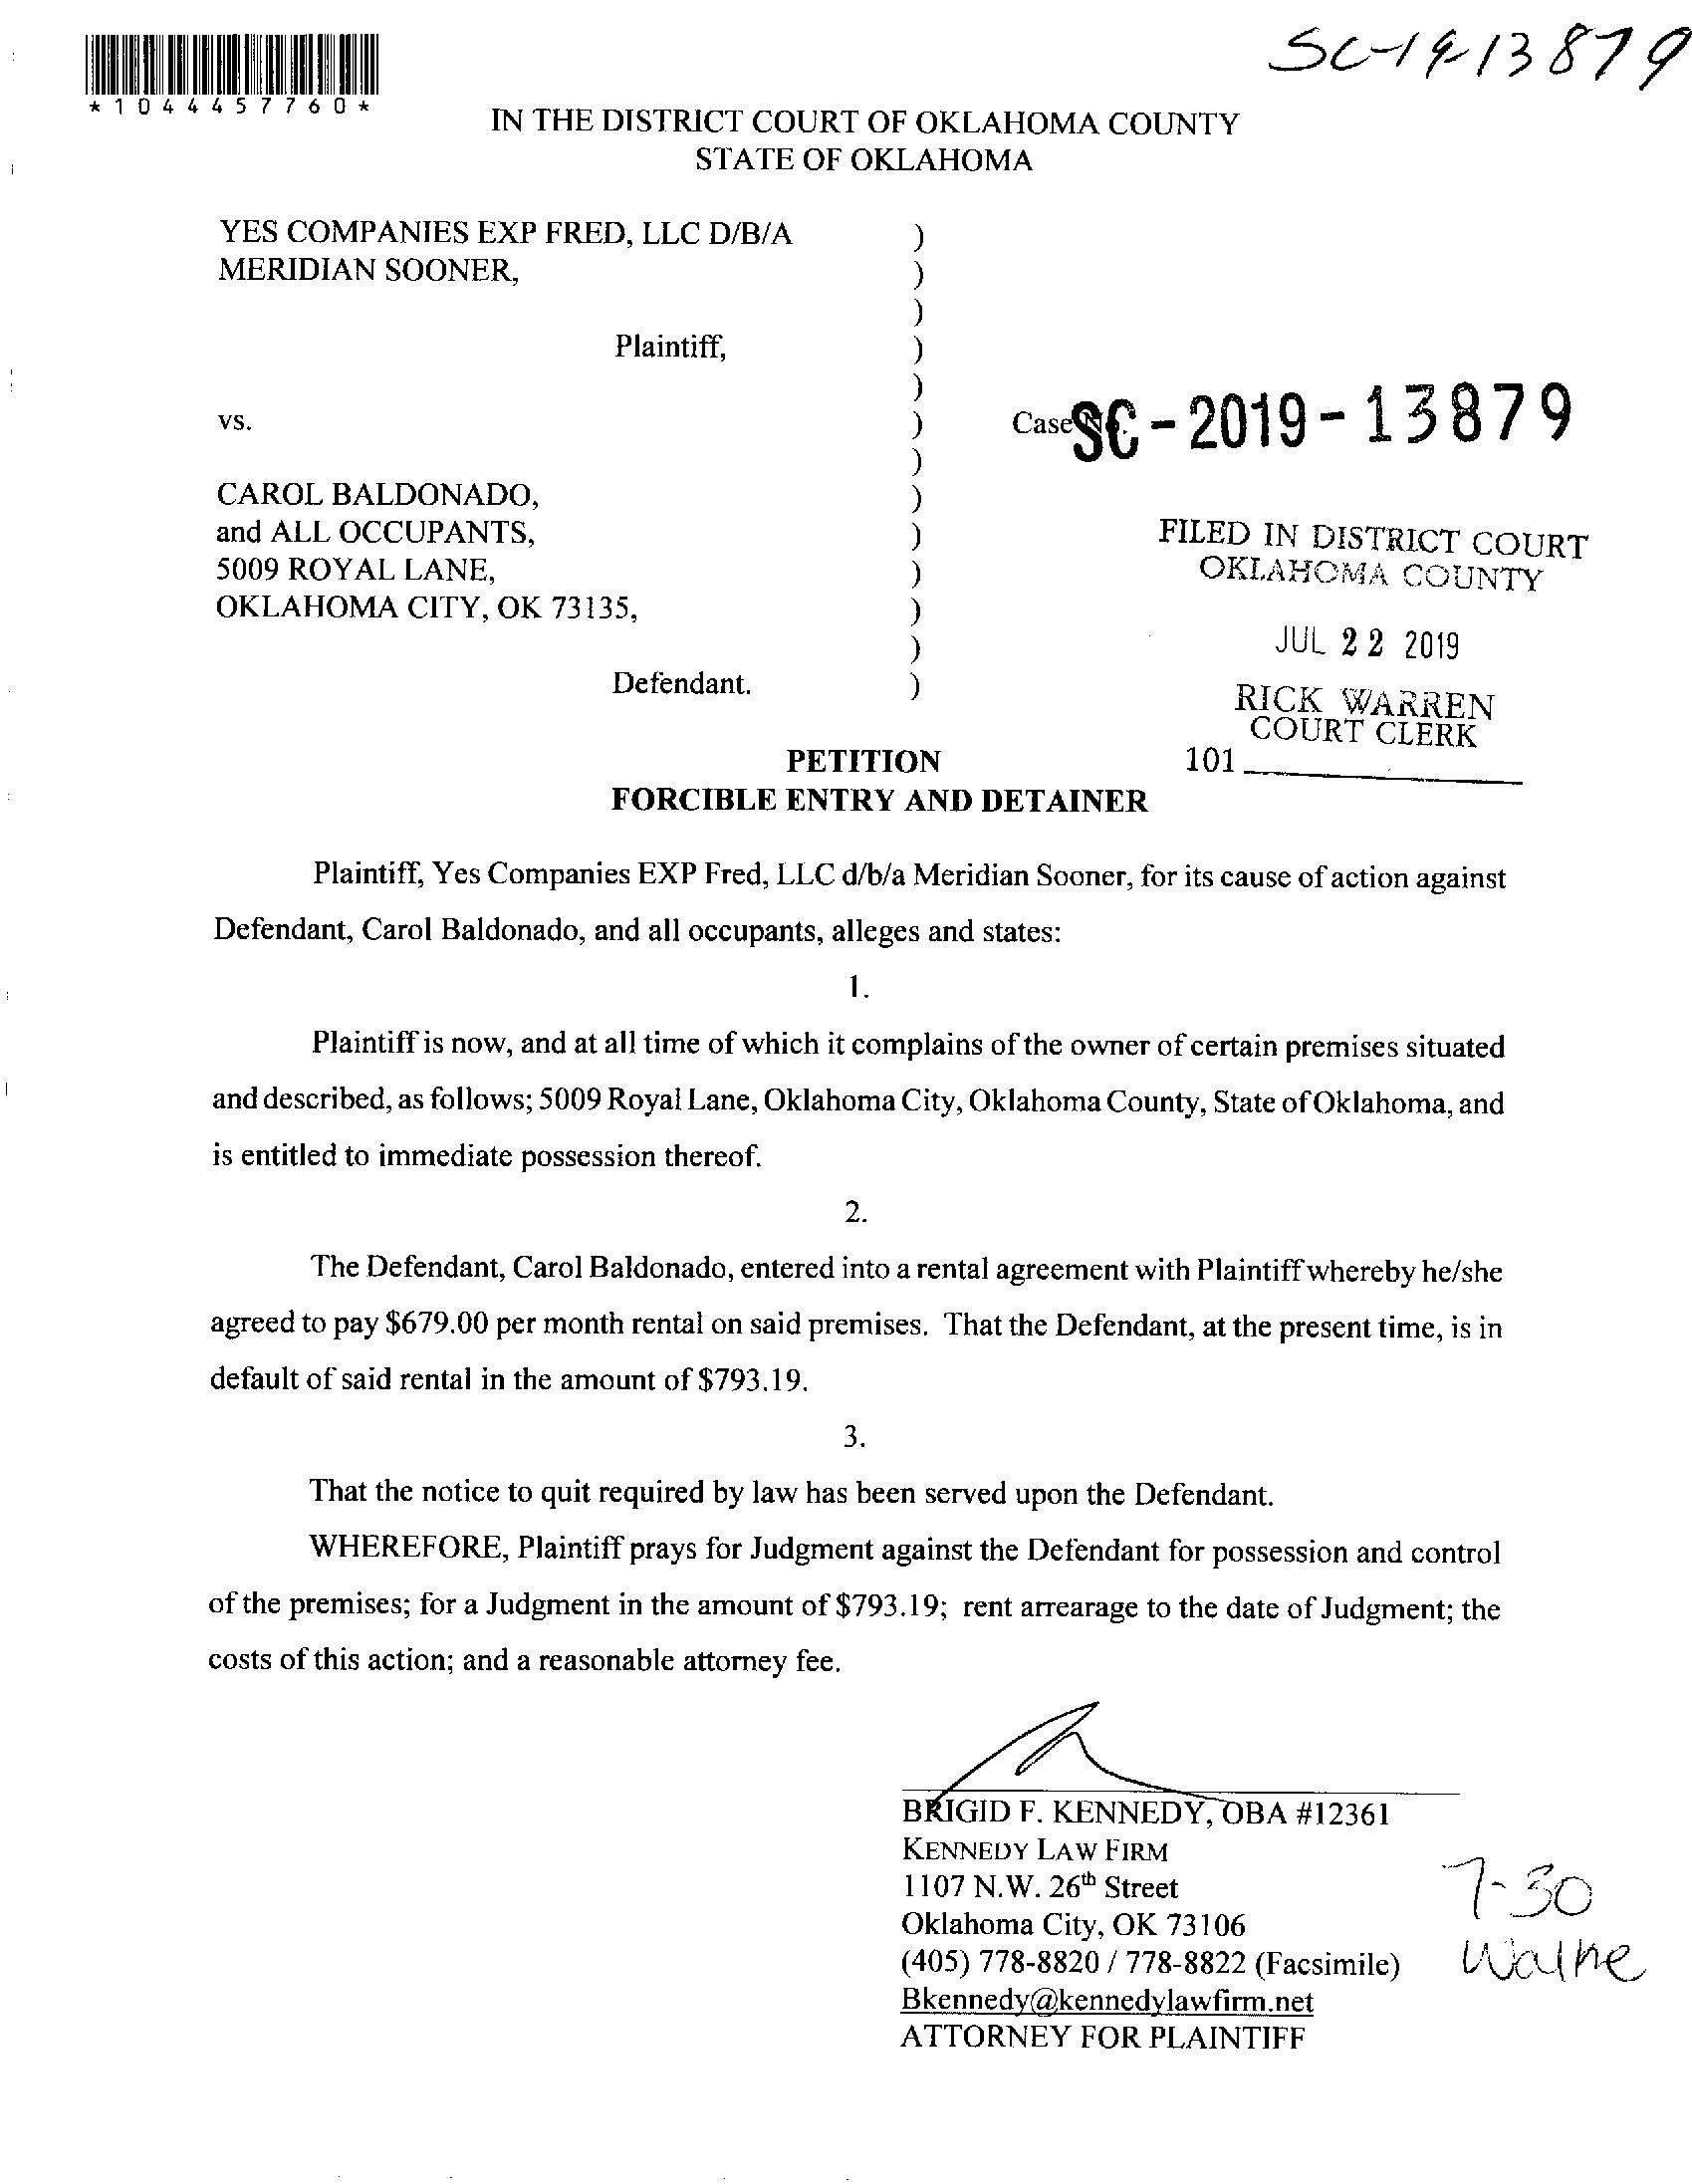 SC-19-13879
*1044457760*
IN THE DISTRICT COURT OF OKLAHOMA COUNTY
STATE OF OKLAHOMA
YES COMPANIES EXP FRED, LLC D/B/A )
MERIDIAN SOONER, )
)
Plaintiff, )
)
vs. ) Case No. SC-2019-13879
)
CAROL BALDONADO, )
and ALL OCCUPANTS, )
5009 ROYAL LANE, )
OKLAHOMA CITY, OK 73135, )
)
Defendant. )
FILED IN DISTRICT COURT
OKLAHOMA COUNTY
JUL 22 2019
RICK WARREN
COURT CLERK
101
PETITION
FORCIBLE ENTRY AND DETAINER
Plaintiff, Yes Companies EXP Fred, LLC d/b/a Meridian Sooner, for its cause of action against
Defendant, Carol Baldonado, and all occupants, alleges and states:
1.
Plaintiff is now, and at all time of which it complains of the owner of certain premises situated
and described, as follows; 5009 Royal Lane, Oklahoma City, Oklahoma County, State of Oklahoma, and
is entitled to immediate possession thereof.
2.
The Defendant, Carol Baldonado, entered into a rental agreement with Plaintiff whereby he/she
agreed to pay $679.00 per month rental on said premises. That the Defendant, at the present time, is in
default of said rental in the amount of $793.19.
3.
That the notice to quit required by law has been served upon the Defendant.
WHEREFORE, Plaintiff prays for Judgment against the Defendant for possession and control
of the premises; for a Judgment in the amount of $793.19; rent arrearage to the date of Judgment; the
costs of this action; and a reasonable attorney fee.
BRIGID F. KENNEDY, OBA #12361
KENNEDY LAW FIRM
1107 N.W. 26th Street
Oklahoma City, OK 73106
(405) 778-8820 / 778-8822 (Facsimile)
Bkennedy@kennedylawfirm.net
ATTORNEY FOR PLAINTIFF
7-30